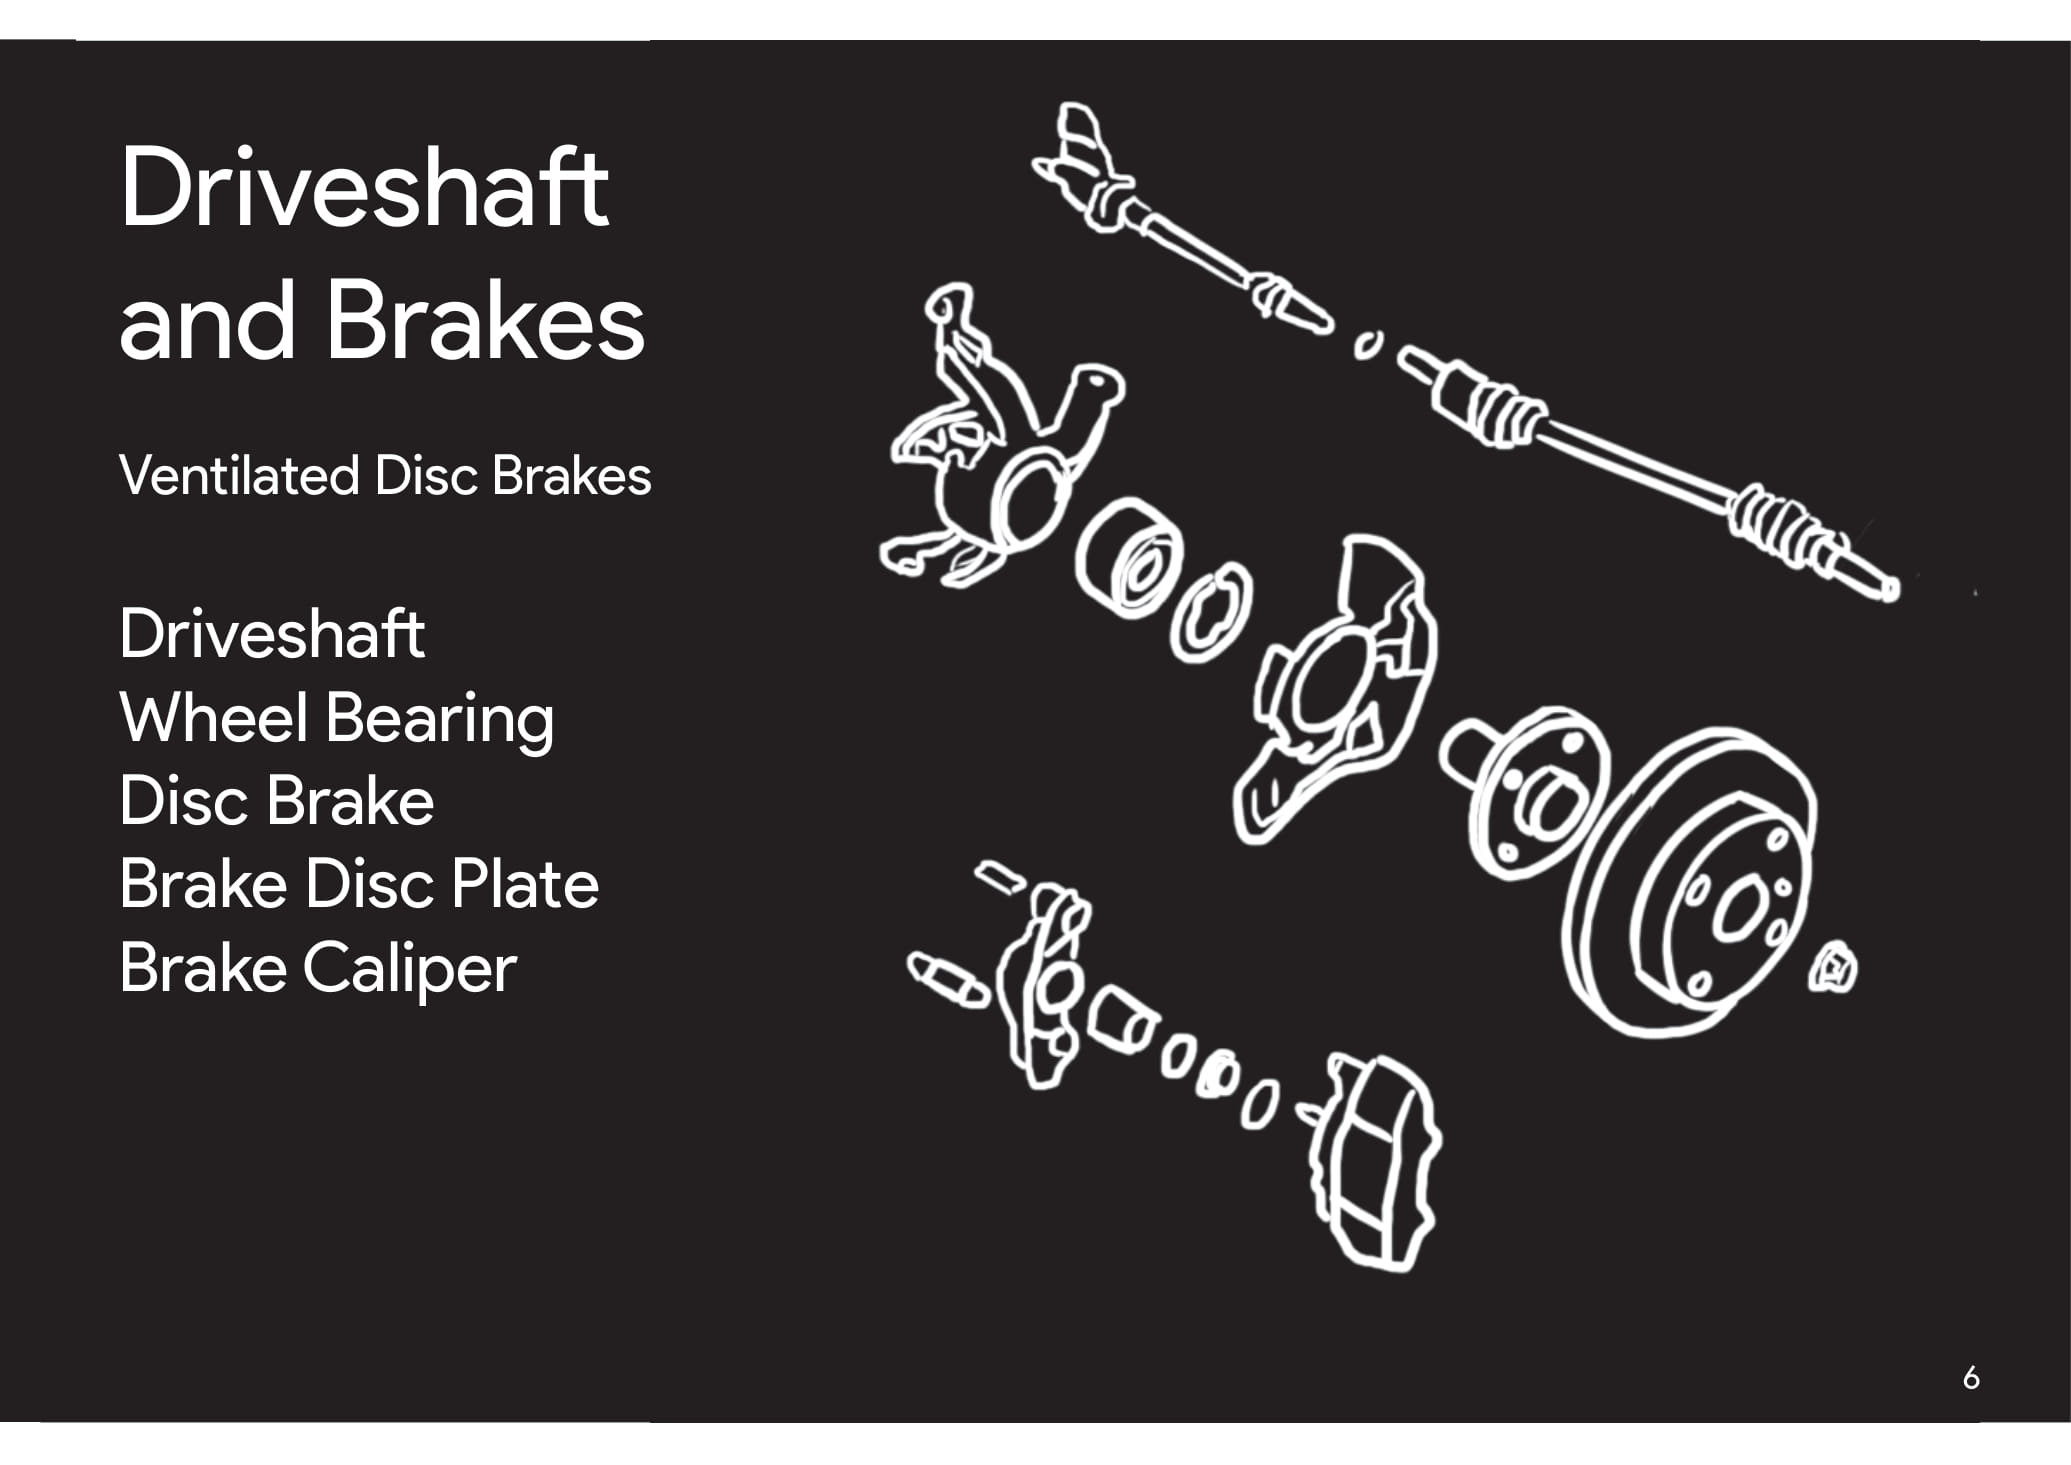 Driveshaft
and Brakes
Ventilated Disc Brakes
Driveshaft
Wheel Bearing
Disc Brake
Brake Disc Plate
Brake Caliper
6